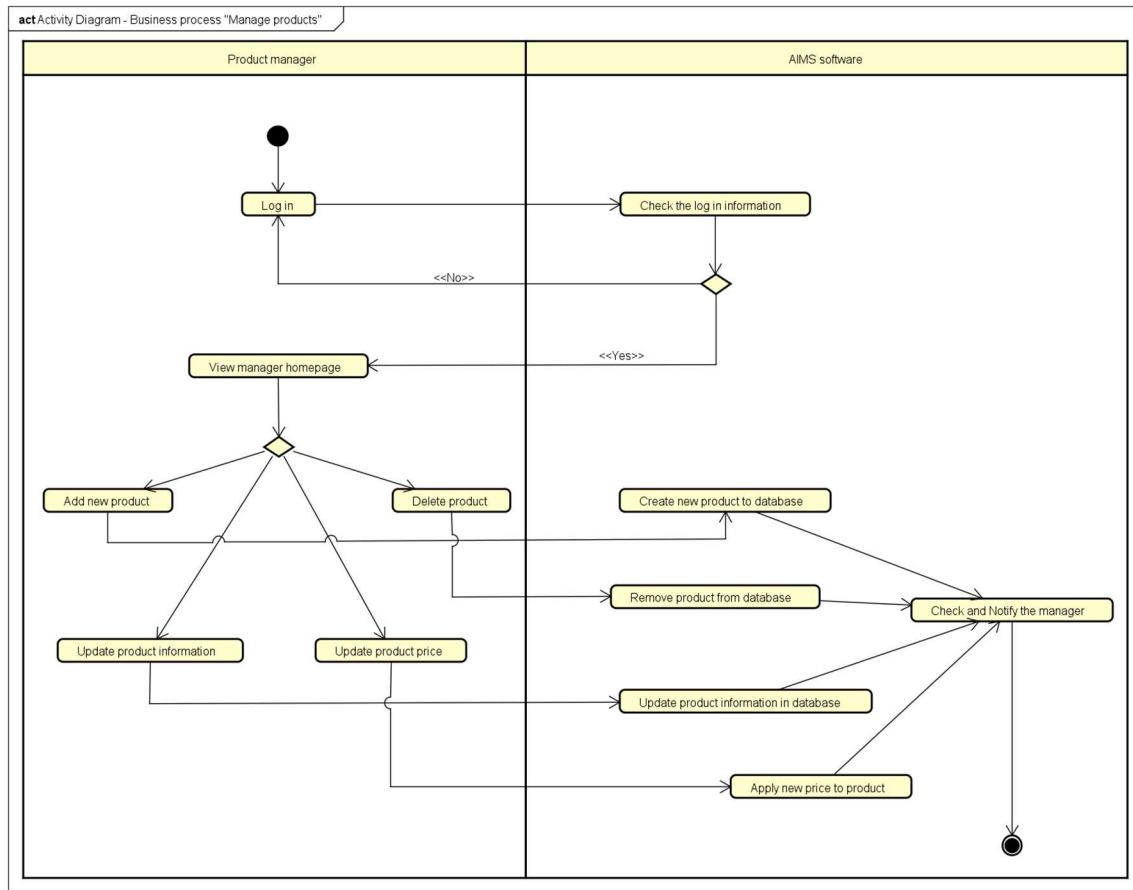 act Activity Diagram - Business process "Manage products"
Product manager
AIMS software
Log in
Check the log in information
<<No>>
<<Yes>>
View manager homepage
Add new product
Delete product
Create new product to database
Remove product from database
Check and Notify the manager
Update product information
Update product price
Update product information in database
Apply new price to product